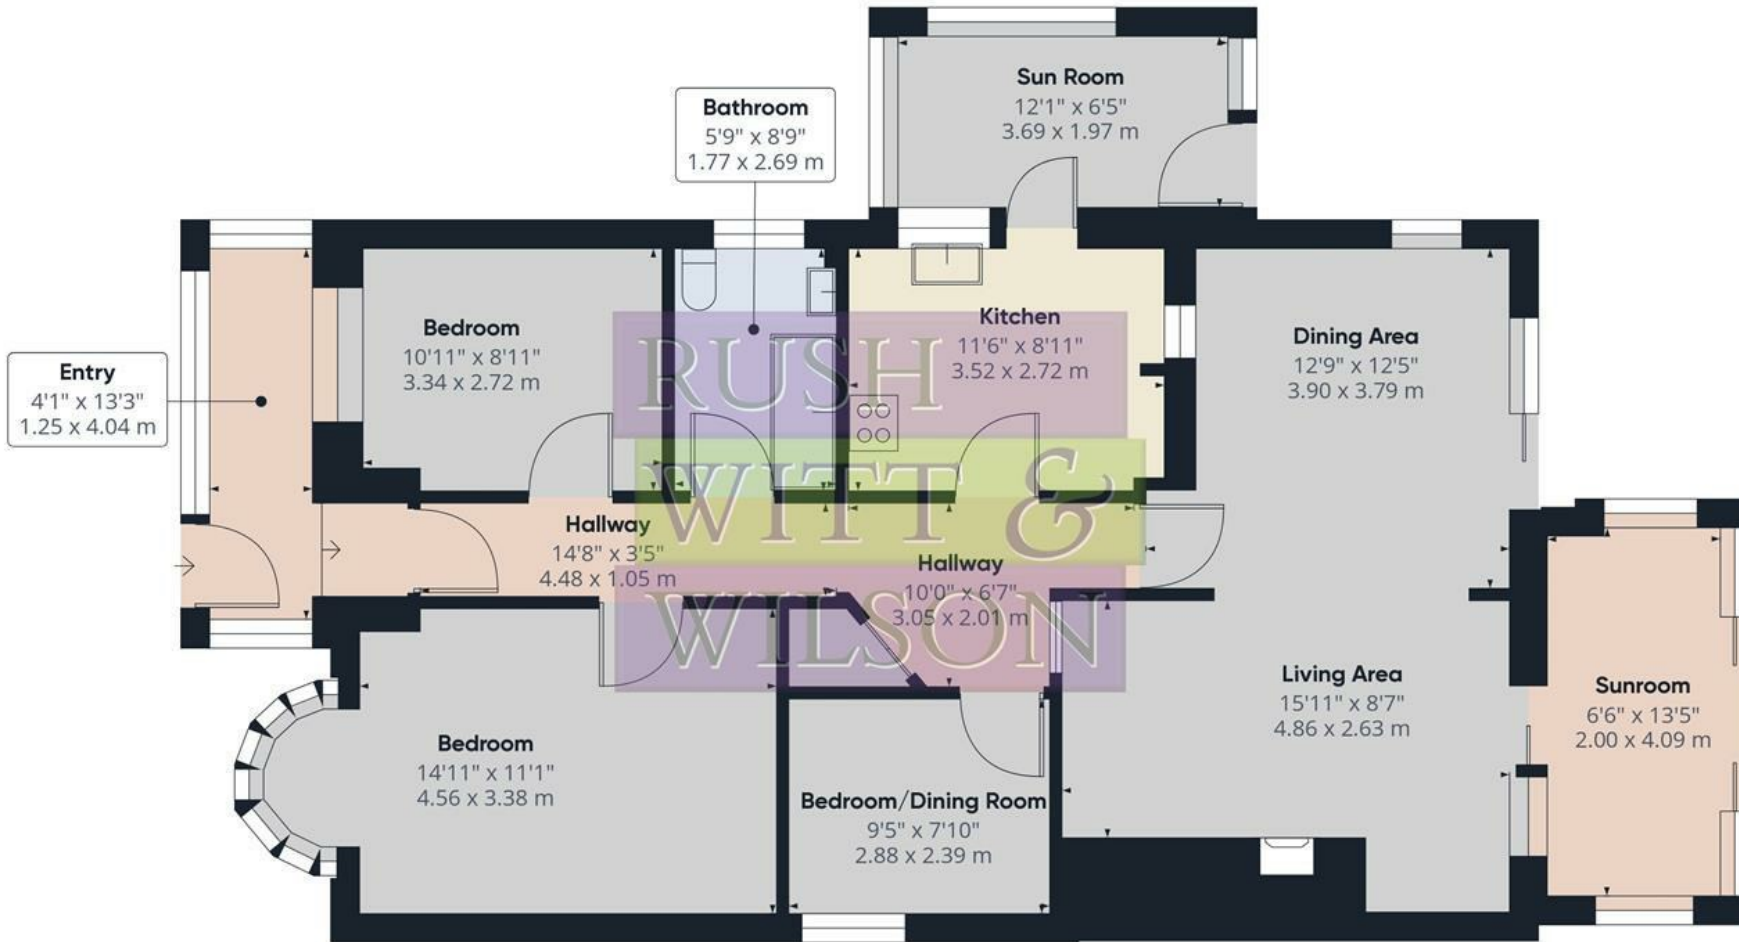 Sun Room
12'1" x 6'5"
3.69 x 1.97 m
Bathroom
5'9" x 8'9"
1.77 x 2.69 m
Entry
4'1" x 13'3"
1.25 x 4.04 m
Bedroom
10'11" x 8'11"
3.34 x 2.72 m
Kitchen
11'6" x 8'11"
3.52 x 2.72 m
Dining Area
12'9" x 12'5"
3.90 x 3.79 m
RUSH
WITT &
WILSON
Hallway
14'8" x 3'5"
4.48 x 1.05 m
Hallway
10'0" x 6'7"
3.05 x 2.01 m
Living Area
15'11" x 8'7"
4.86 x 2.63 m
Sunroom
6'6" x 13'5"
2.00 x 4.09 m
Bedroom
14'11" x 11'1"
4.56 x 3.38 m
Bedroom/Dining Room
9'5" x 7'10"
2.88 x 2.39 m